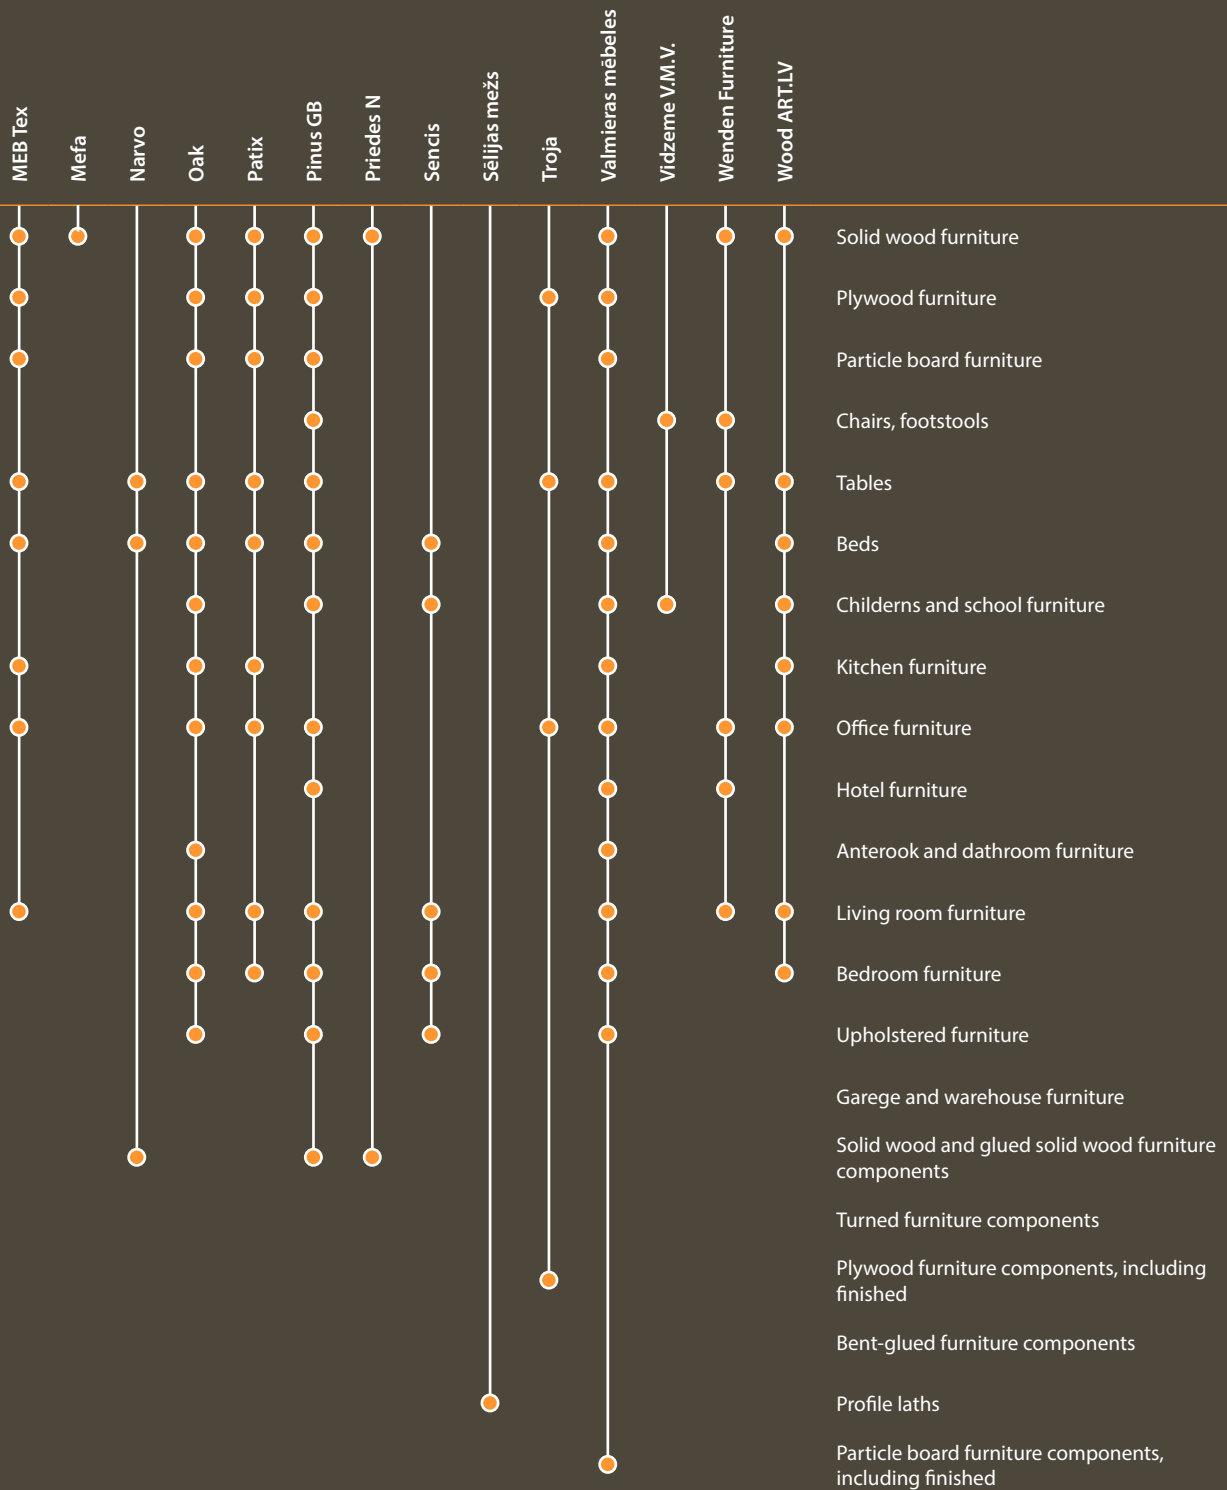 MEB Tex
Mefa
Narvo
Oak
Patix
Pinus GB
Priedes N
Sencis
Sēlijas mežs
Troja
Valmieras mēbeles
Vidzeme V.M.V.
Wenden Furniture
Wood ART.LV
Solid wood furniture
Plywood furniture
Particle board furniture
Chairs, footstools
Tables
Beds
Childerns and school furniture
Kitchen furniture
Office furniture
Hotel furniture
Anterook and dathroom furniture
Living room furniture
Bedroom furniture
Upholstered furniture
Garege and warehouse furniture
Solid wood and glued solid wood furniture
components
Turned furniture components
Plywood furniture components, including
finished
Bent-glued furniture components
Profile laths
Particle board furniture components,
including finished